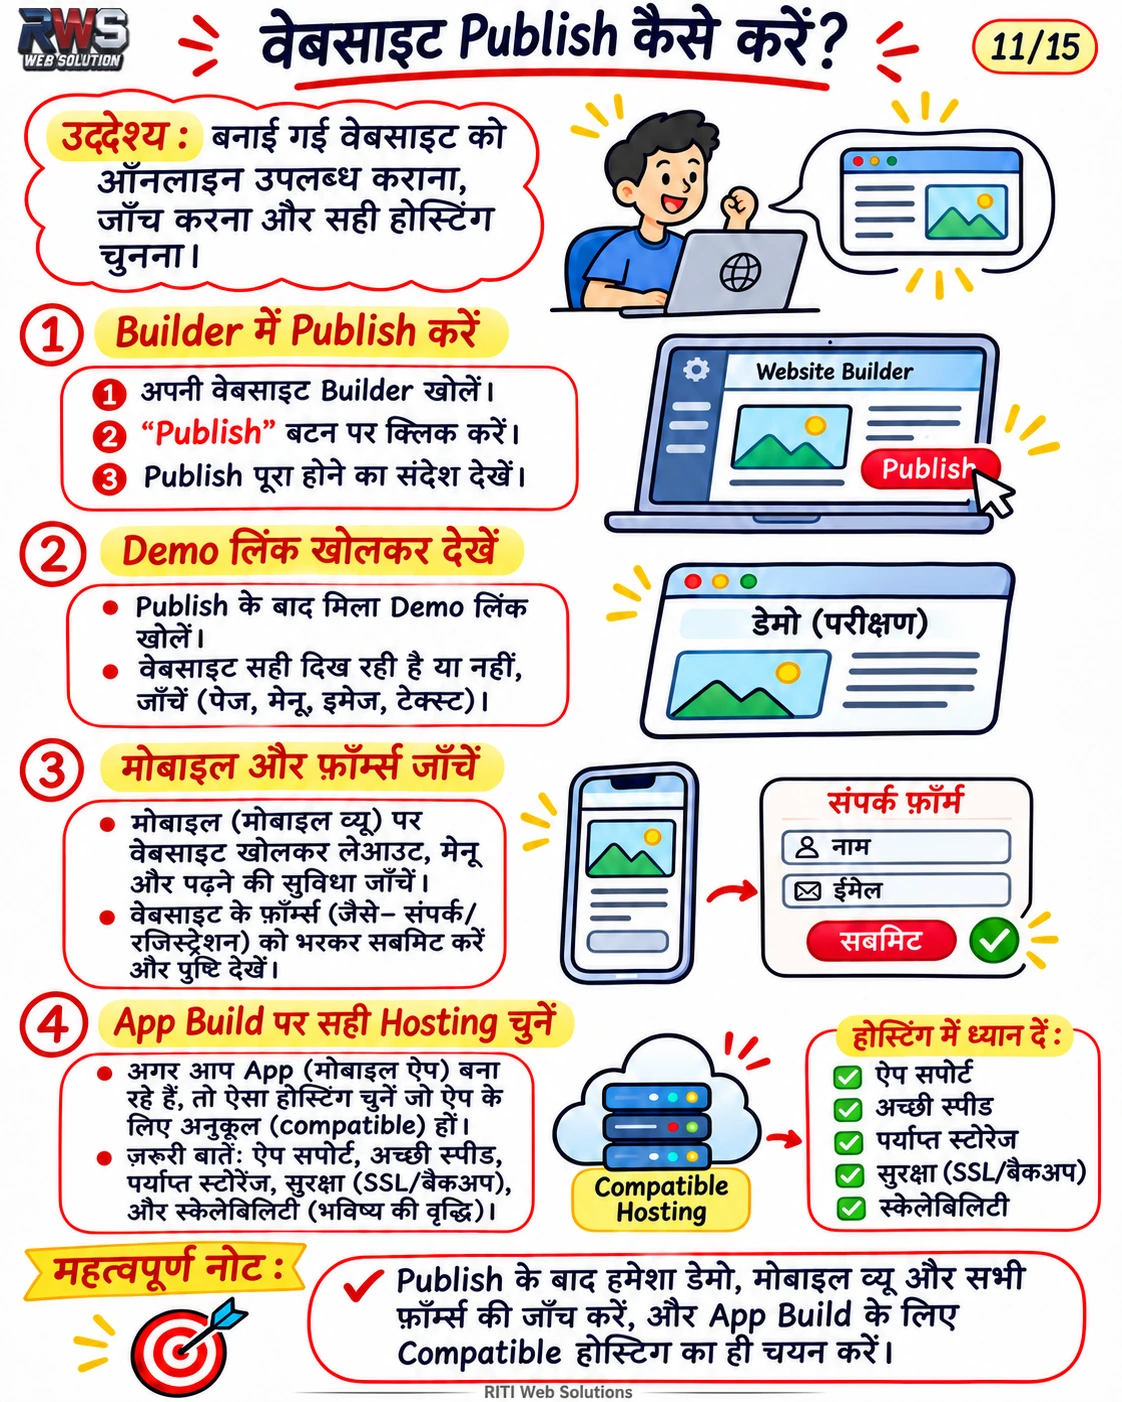 RWS
WEB SOLUTION
वेबसाइट Publish कैसे करें?
11/15
उद्देश्य : बनाई गई वेबसाइट को
ऑनलाइन उपलब्ध कराना,
जाँच करना और सही होस्टिंग
चुनना।
1 Builder में Publish करें
1 अपनी वेबसाइट Builder खोलें।
2 “Publish” बटन पर क्लिक करें।
3 Publish पूरा होने का संदेश देखें।
Website Builder
Publish
2 Demo लिंक खोलकर देखें
• Publish के बाद मिला Demo लिंक
खोलें।
• वेबसाइट सही दिख रही है या नहीं,
जाँचें (पेज, मेनू, इमेज, टेक्स्ट)।
डेमो (परीक्षण)
3 मोबाइल और फ़ॉर्म्स जाँचें
• मोबाइल (मोबाइल व्यू) पर
वेबसाइट खोलकर लेआउट, मेनू
और पढ़ने की सुविधा जाँचें।
• वेबसाइट के फ़ॉर्म्स (जैसे– संपर्क/
रजिस्ट्रेशन) को भरकर सबमिट करें
और पुष्टि देखें।
संपर्क फ़ॉर्म
नाम
ईमेल
सबमिट
4 App Build पर सही Hosting चुनें
• अगर आप App (मोबाइल ऐप) बना
रहे हैं, तो ऐसा होस्टिंग चुनें जो ऐप के
लिए अनुकूल (compatible) हों।
• ज़रूरी बातें: ऐप सपोर्ट, अच्छी स्पीड,
पर्याप्त स्टोरेज, सुरक्षा (SSL/बैकअप),
और स्केलेबिलिटी (भविष्य की वृद्धि)।
Compatible
Hosting
होस्टिंग में ध्यान दें :
ऐप सपोर्ट
अच्छी स्पीड
पर्याप्त स्टोरेज
सुरक्षा (SSL/बैकअप)
स्केलेबिलिटी
महत्वपूर्ण नोट :
Publish के बाद हमेशा डेमो, मोबाइल व्यू और सभी
फ़ॉर्म्स की जाँच करें, और App Build के लिए
Compatible होस्टिंग का ही चयन करें।
RITI Web Solutions